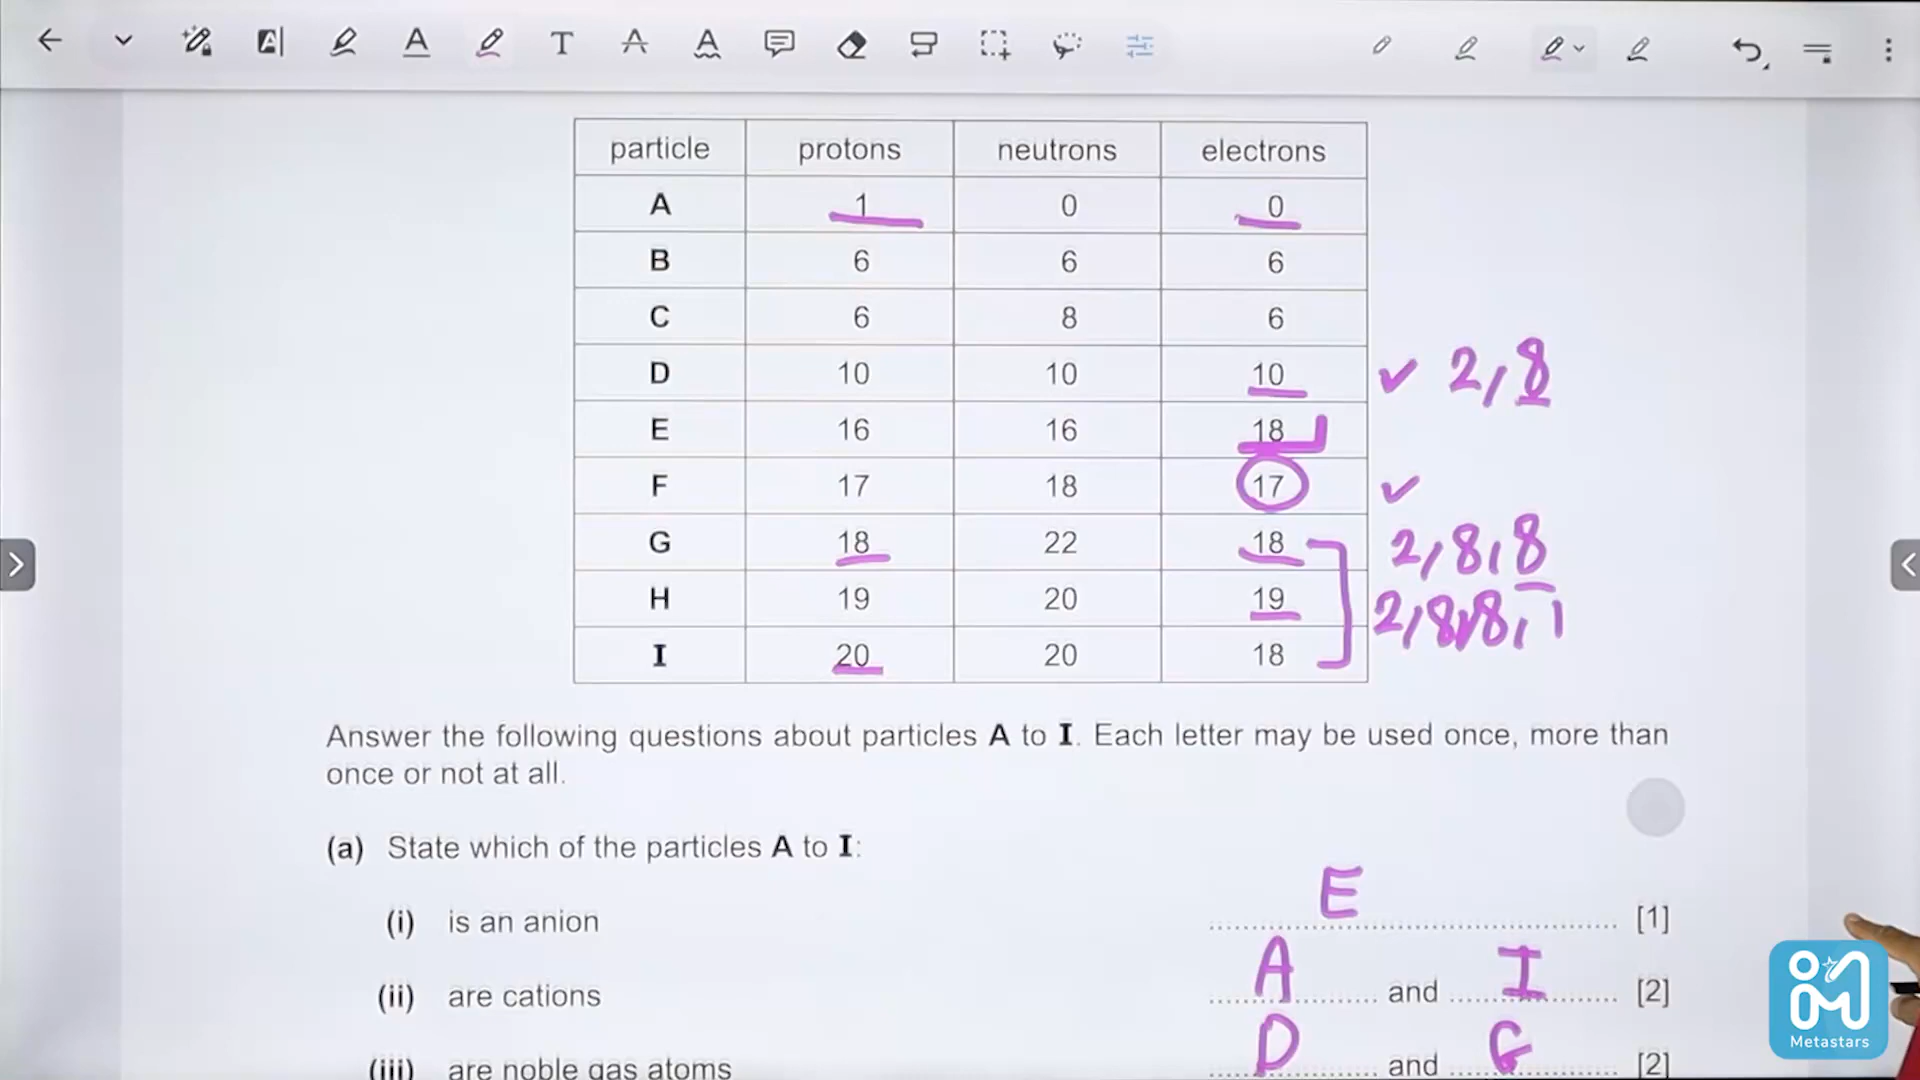 particle protons neutrons electrons
A 1 0 0
B 6 6 6
C 6 8 6
D 10 10 10 ✓ 2,8
E 16 16 18
F 17 18 17 ✓
G 18 22 18 2,8,8
H 19 20 19 2,8,8,1
I 20 20 18
Answer the following questions about particles A to I. Each letter may be used once, more than
once or not at all.
(a) State which of the particles A to I:
(i) is an anion E [1]
(ii) are cations A and I [2]
(iii) are noble gas atoms D and G [2]
Metastars